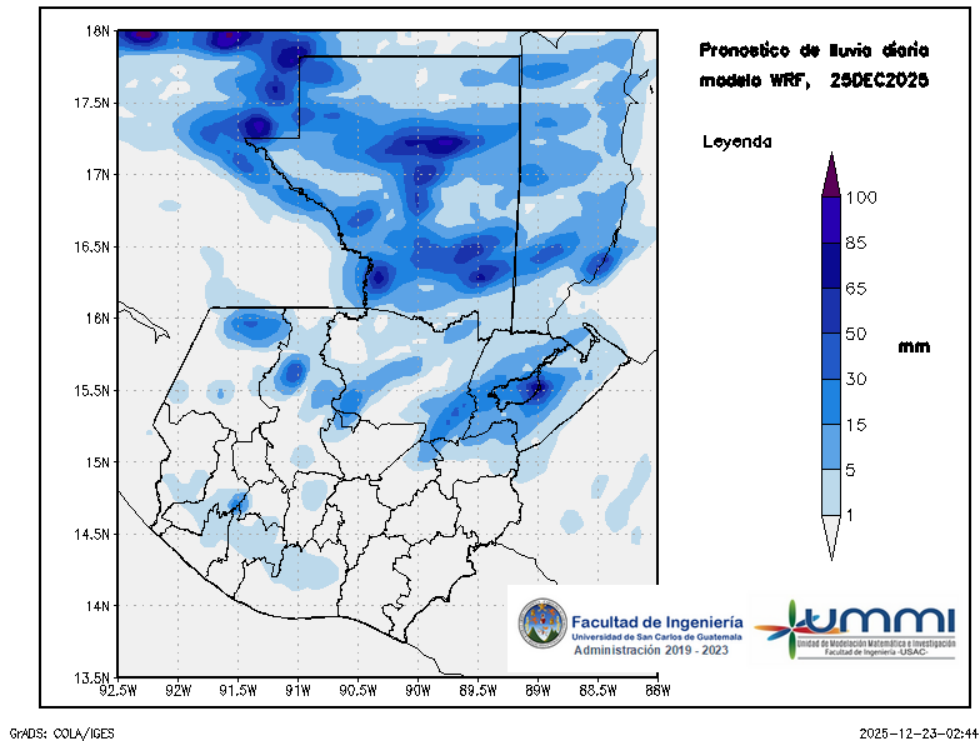 Pronostico de lluvia diaria
modelo WRF, 25DEC2025
Leyenda
100
85
65
50
30
15
5
1
mm
18N
17.5N
17N
16.5N
16N
15.5N
15N
14.5N
14N
13.5N
92.5W 92W 91.5W 91W 90.5W 90W 89.5W 89W 88.5W 88W
Facultad de Ingeniería
Universidad de San Carlos de Guatemala
Administración 2019 - 2023
ummi
Unidad de Modelación Matemática e Investigación
Facultad de Ingeniería -USAC-
GrADS: COLA/IGES
2025-12-23-02:44